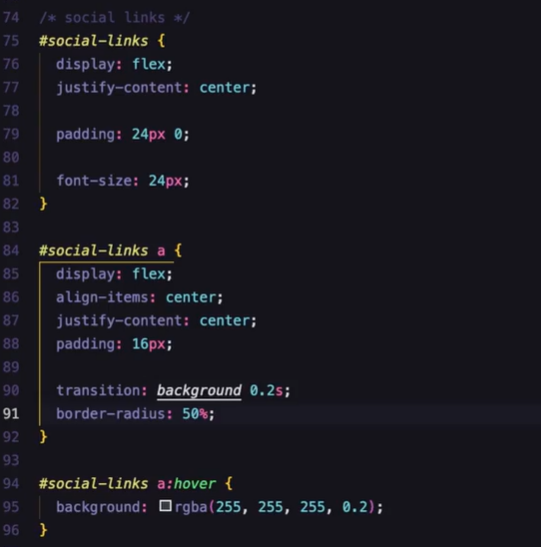 74 /* social links */
75 #social-links {
76   display: flex;
77   justify-content: center;
78
79   padding: 24px 0;
80
81   font-size: 24px;
82 }
83
84 #social-links a {
85   display: flex;
86   align-items: center;
87   justify-content: center;
88   padding: 16px;
89
90   transition: background 0.2s;
91   border-radius: 50%;
92 }
93
94 #social-links a:hover {
95   background: rgba(255, 255, 255, 0.2);
96 }